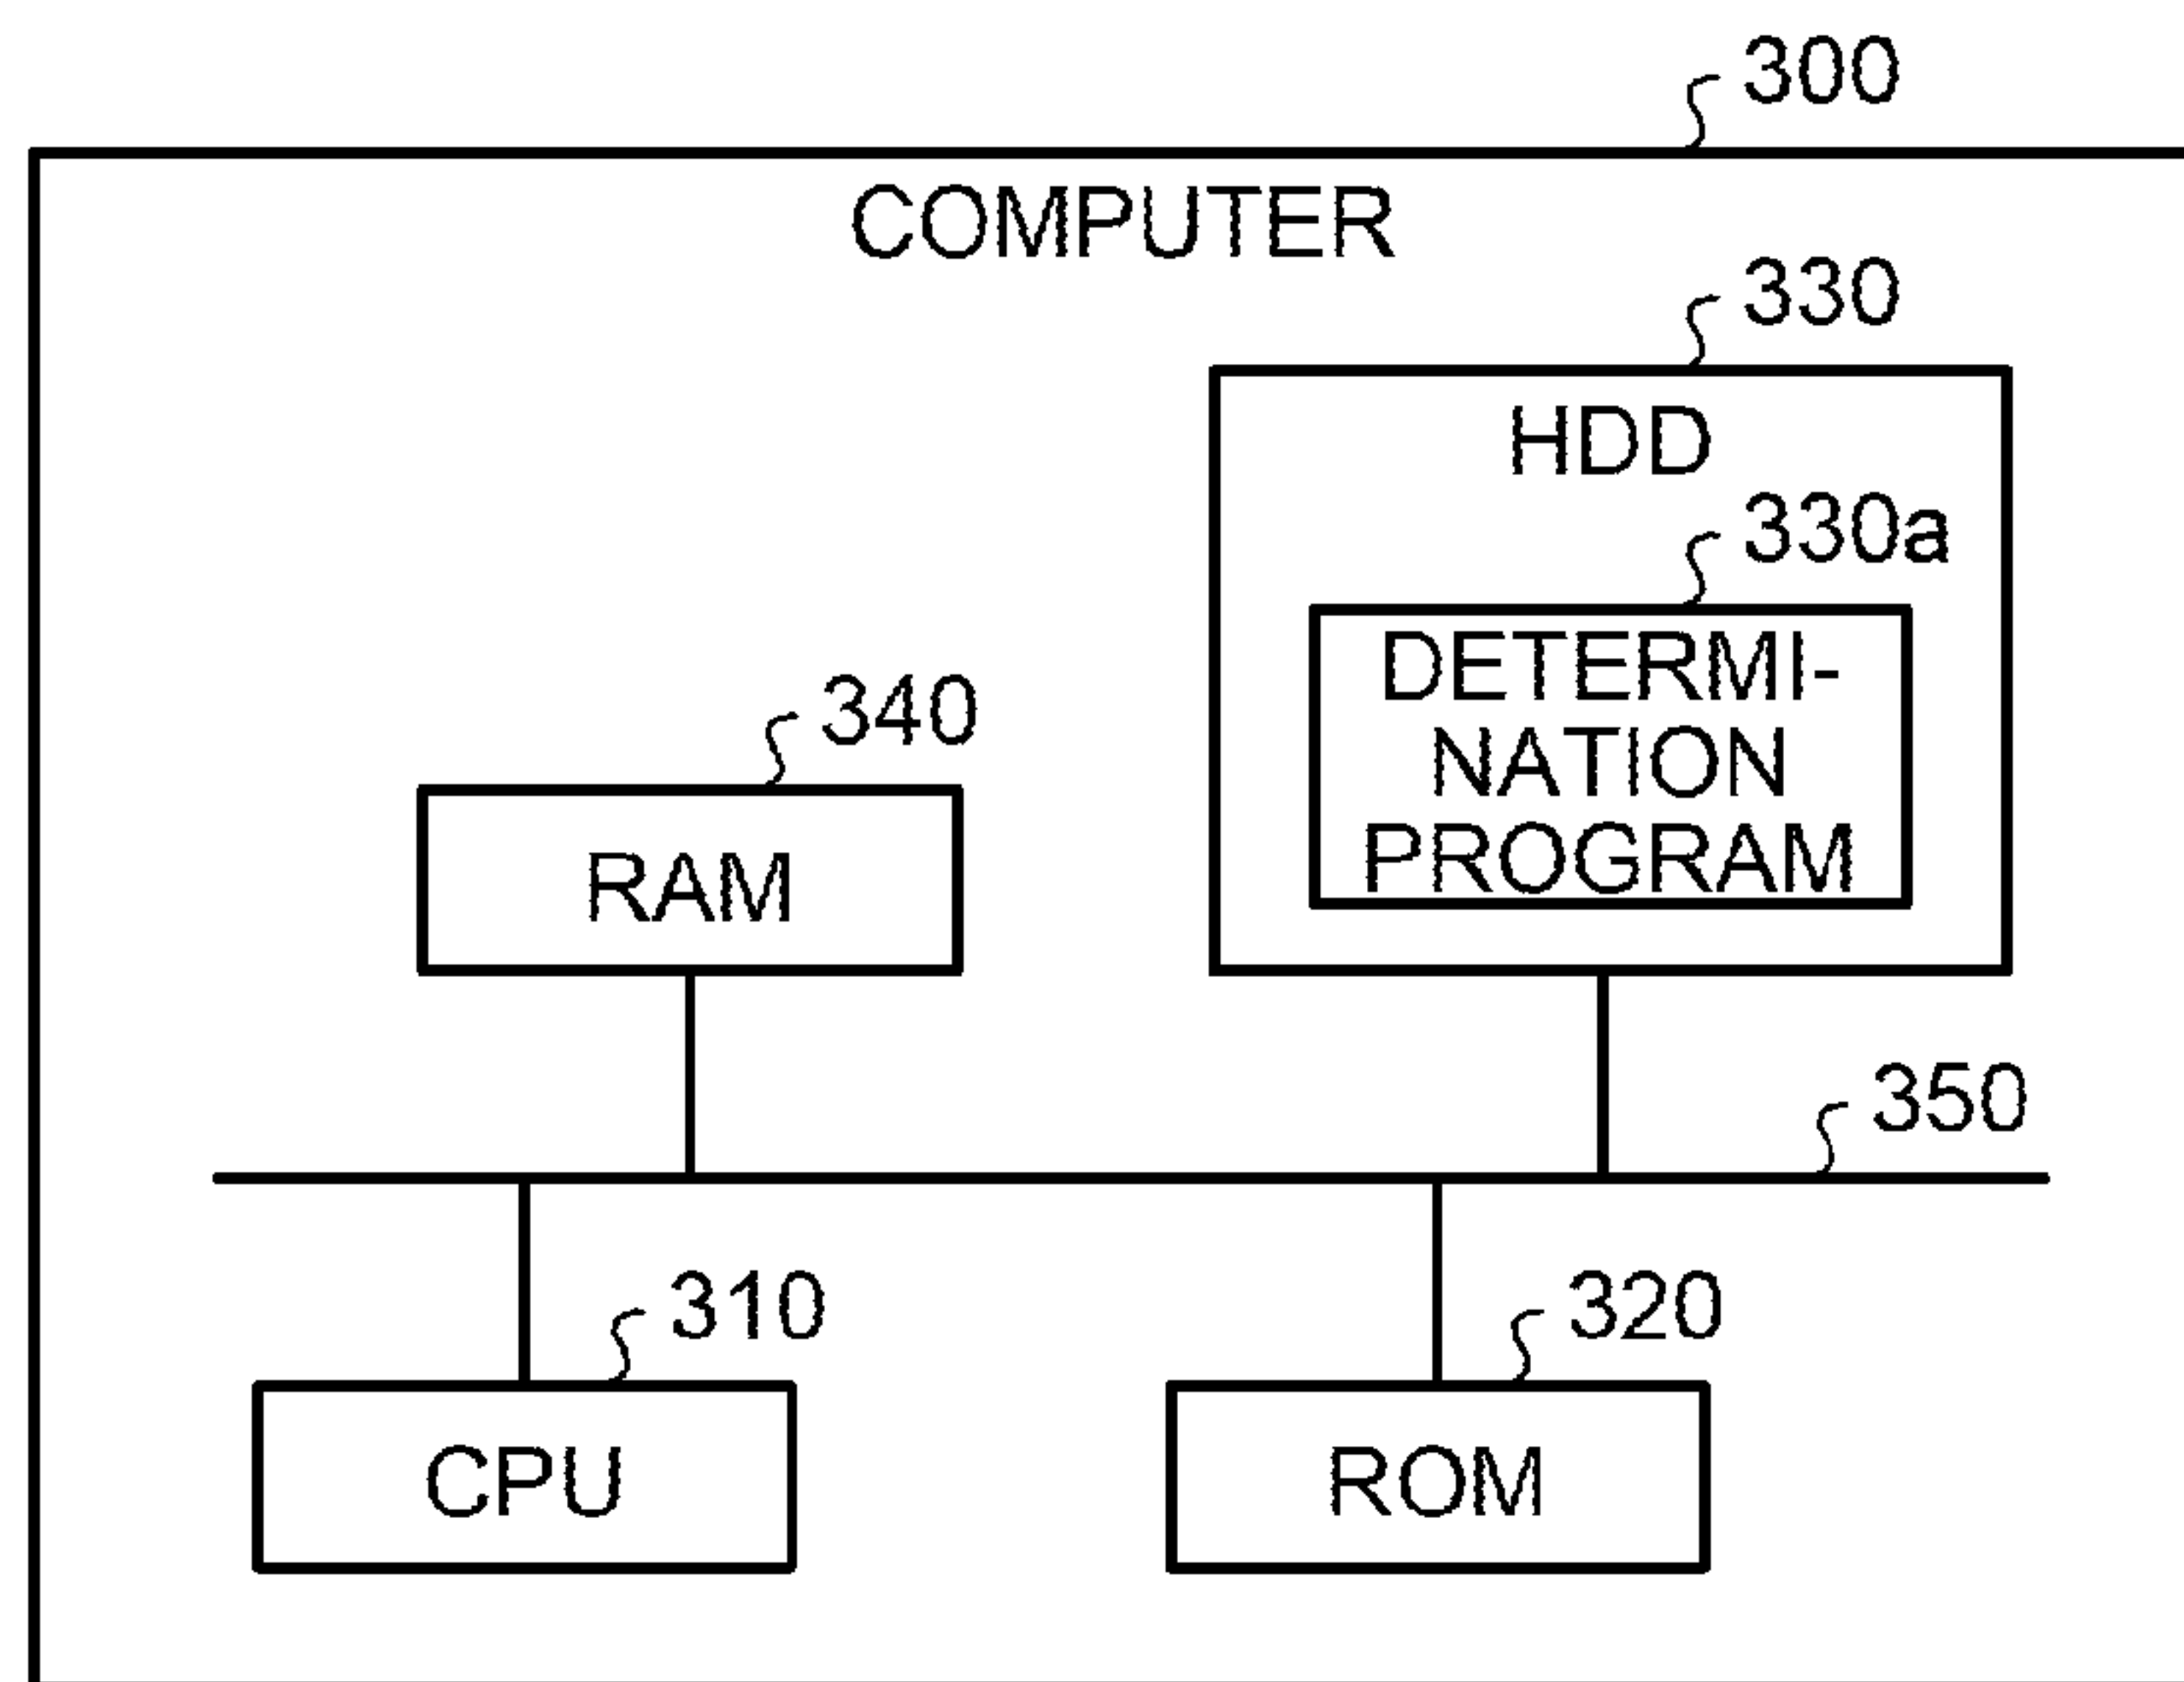 300
COMPUTER
330
HDD
330a
DETERMI-
NATION
PROGRAM
340
RAM
350
310
CPU
320
ROM